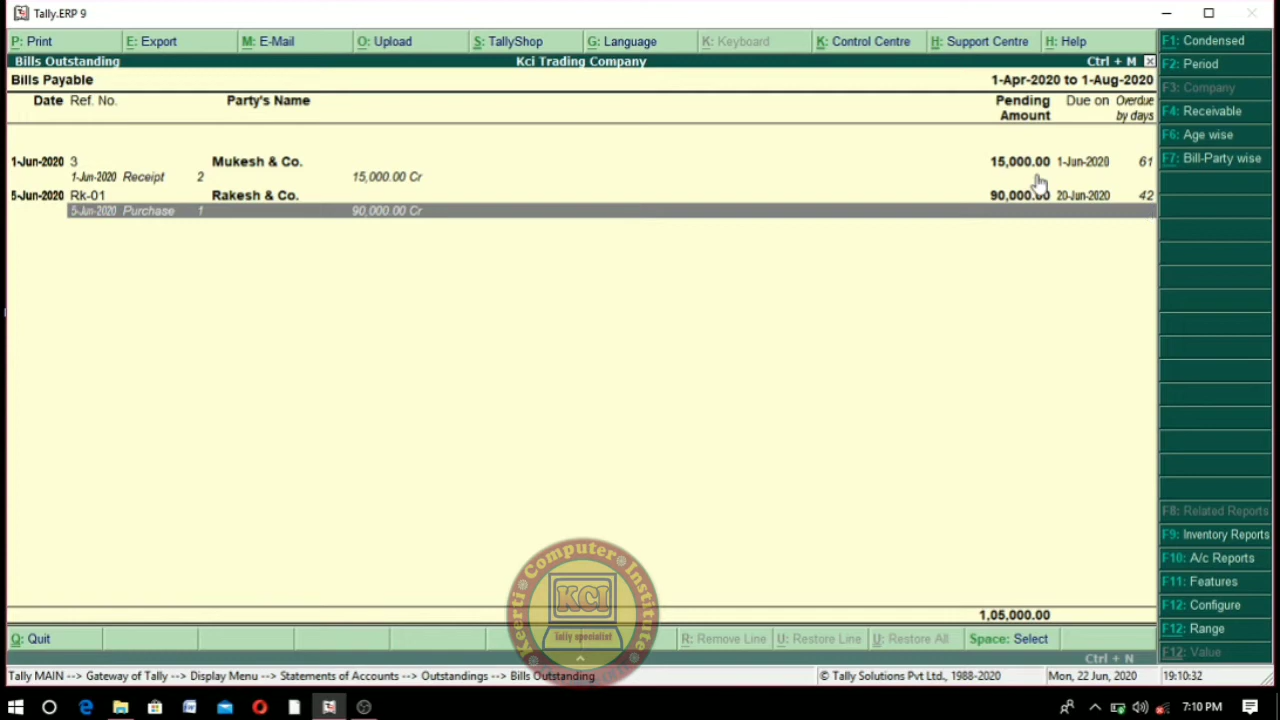 Tally.ERP 9
P: Print E: Export M: E-Mail O: Upload S: TallyShop G: Language K: Keyboard K: Control Centre H: Support Centre H: Help
Bills Outstanding Kci Trading Company Ctrl + M
Bills Payable 1-Apr-2020 to 1-Aug-2020
Date Ref. No. Party's Name Pending Due on Overdue
Amount by days
1-Jun-2020 3 Mukesh & Co. 15,000.00 1-Jun-2020 61
1-Jun-2020 Receipt 2 15,000.00 Cr
5-Jun-2020 Rk-01 Rakesh & Co. 90,000.00 20-Jun-2020 42
5-Jun-2020 Purchase 1 90,000.00 Cr
1,05,000.00
F1: Condensed
F2: Period
F3: Company
F4: Receivable
F6: Age wise
F7: Bill-Party wise
F8: Related Reports
F9: Inventory Reports
F10: A/c Reports
F11: Features
F12: Configure
F12: Range
F12: Value
Keerti Computer Institute
KCI
Tally specialist
Q: Quit R: Remove Line U: Restore Line U: Restore All Space: Select
Ctrl + N
Tally MAIN --> Gateway of Tally --> Display Menu --> Statements of Accounts --> Outstandings --> Bills Outstanding © Tally Solutions Pvt Ltd., 1988-2020 Mon, 22 Jun, 2020 19:10:32
7:10 PM